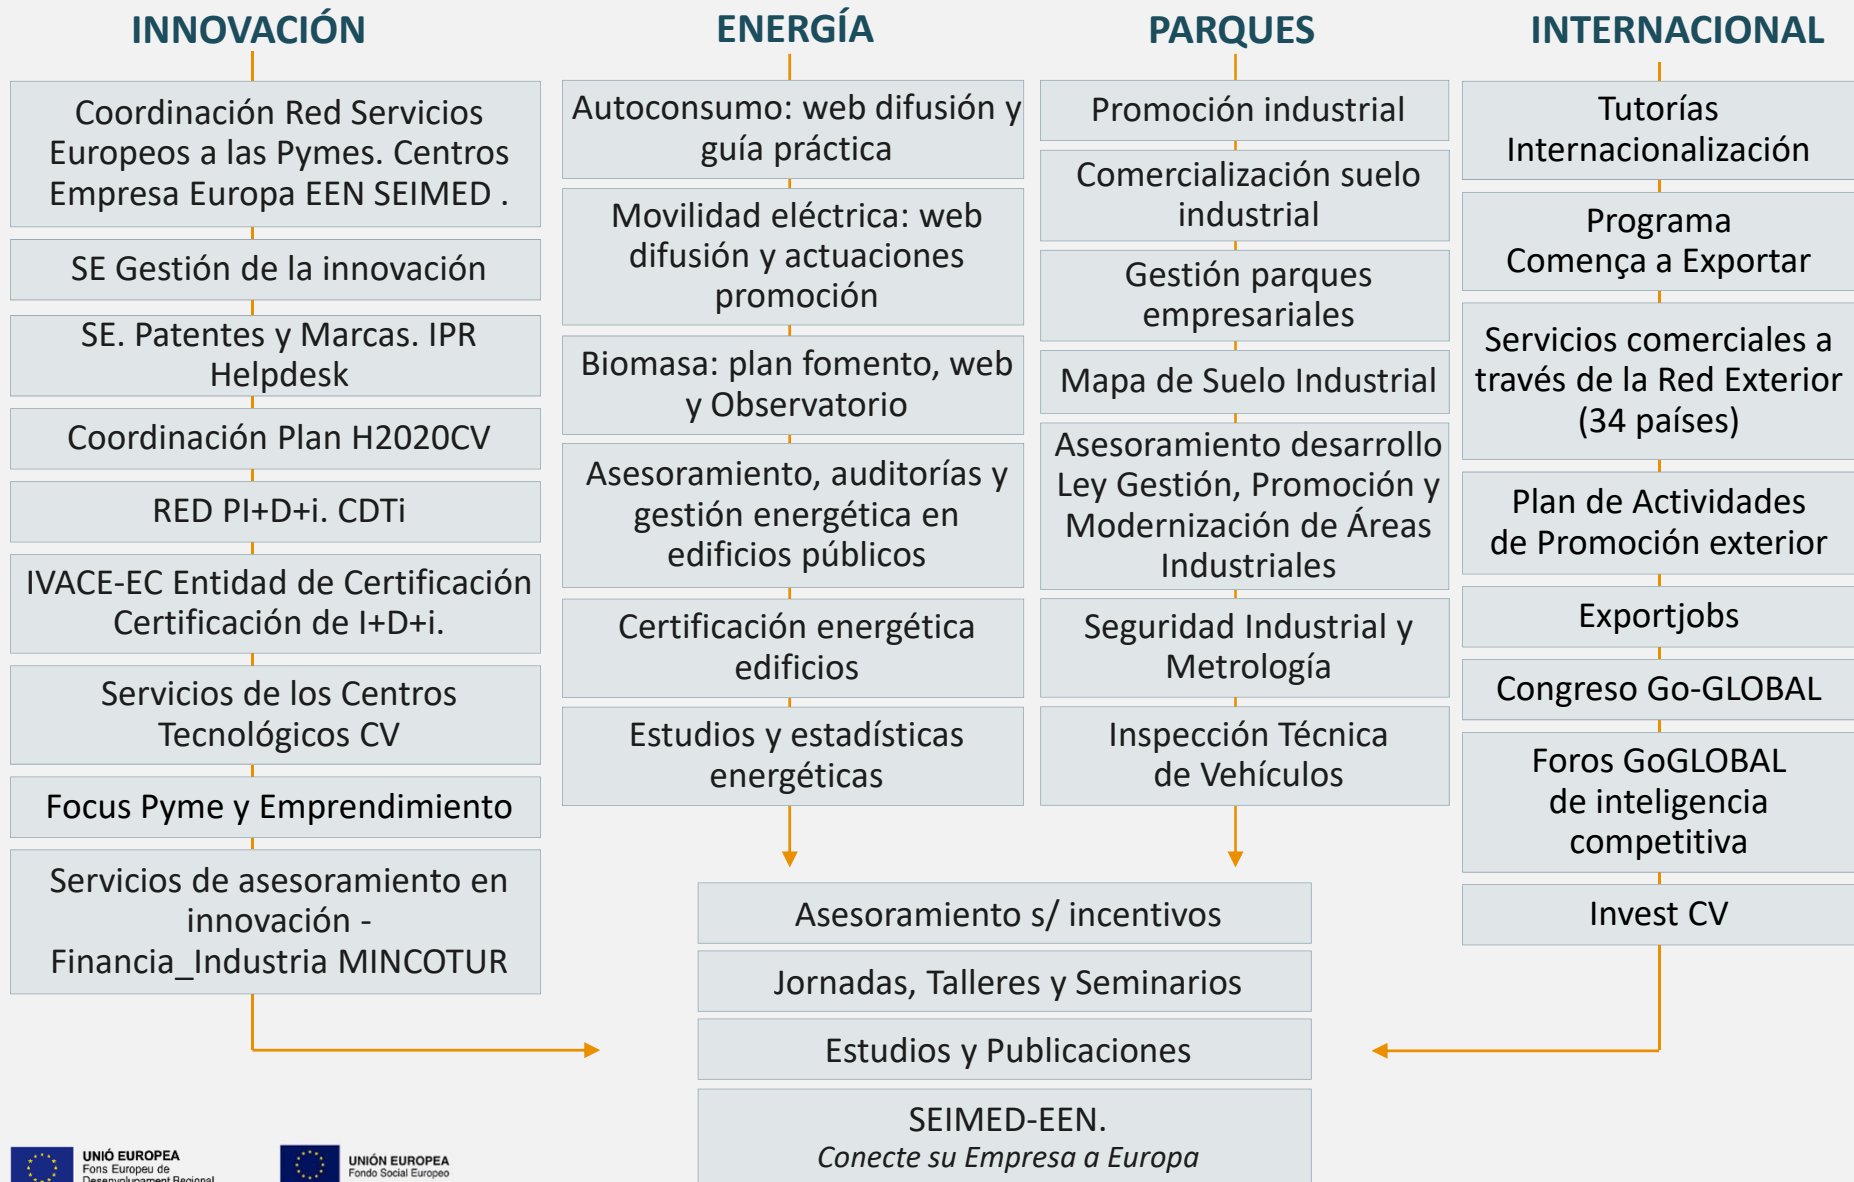 INNOVACIÓN
Coordinación Red Servicios
Europeos a las Pymes. Centros
Empresa Europa EEN SEIMED .
SE Gestión de la innovación
SE. Patentes y Marcas. IPR
Helpdesk
Coordinación Plan H2020CV
RED PI+D+i. CDTi
IVACE-EC Entidad de Certificación
Certificación de I+D+i.
Servicios de los Centros
Tecnológicos CV
Focus Pyme y Emprendimiento
Servicios de asesoramiento en
innovación -
Financia_Industria MINCOTUR
ENERGÍA
Autoconsumo: web difusión y
guía práctica
Movilidad eléctrica: web
difusión y actuaciones
promoción
Biomasa: plan fomento, web
y Observatorio
Asesoramiento, auditorías y
gestión energética en
edificios públicos
Certificación energética
edificios
Estudios y estadísticas
energéticas
PARQUES
Promoción industrial
Comercialización suelo
industrial
Gestión parques
empresariales
Mapa de Suelo Industrial
Asesoramiento desarrollo
Ley Gestión, Promoción y
Modernización de Áreas
Industriales
Seguridad Industrial y
Metrología
Inspección Técnica
de Vehículos
INTERNACIONAL
Tutorías
Internacionalización
Programa
Comença a Exportar
Servicios comerciales a
través de la Red Exterior
(34 países)
Plan de Actividades
de Promoción exterior
Exportjobs
Congreso Go-GLOBAL
Foros GoGLOBAL
de inteligencia
competitiva
Invest CV
Asesoramiento s/ incentivos
Jornadas, Talleres y Seminarios
Estudios y Publicaciones
SEIMED-EEN.
Conecte su Empresa a Europa
UNIÓ EUROPEA
Fons Europeu de
Desenvolupament Regional
UNIÓN EUROPEA
Fondo Social Europeo